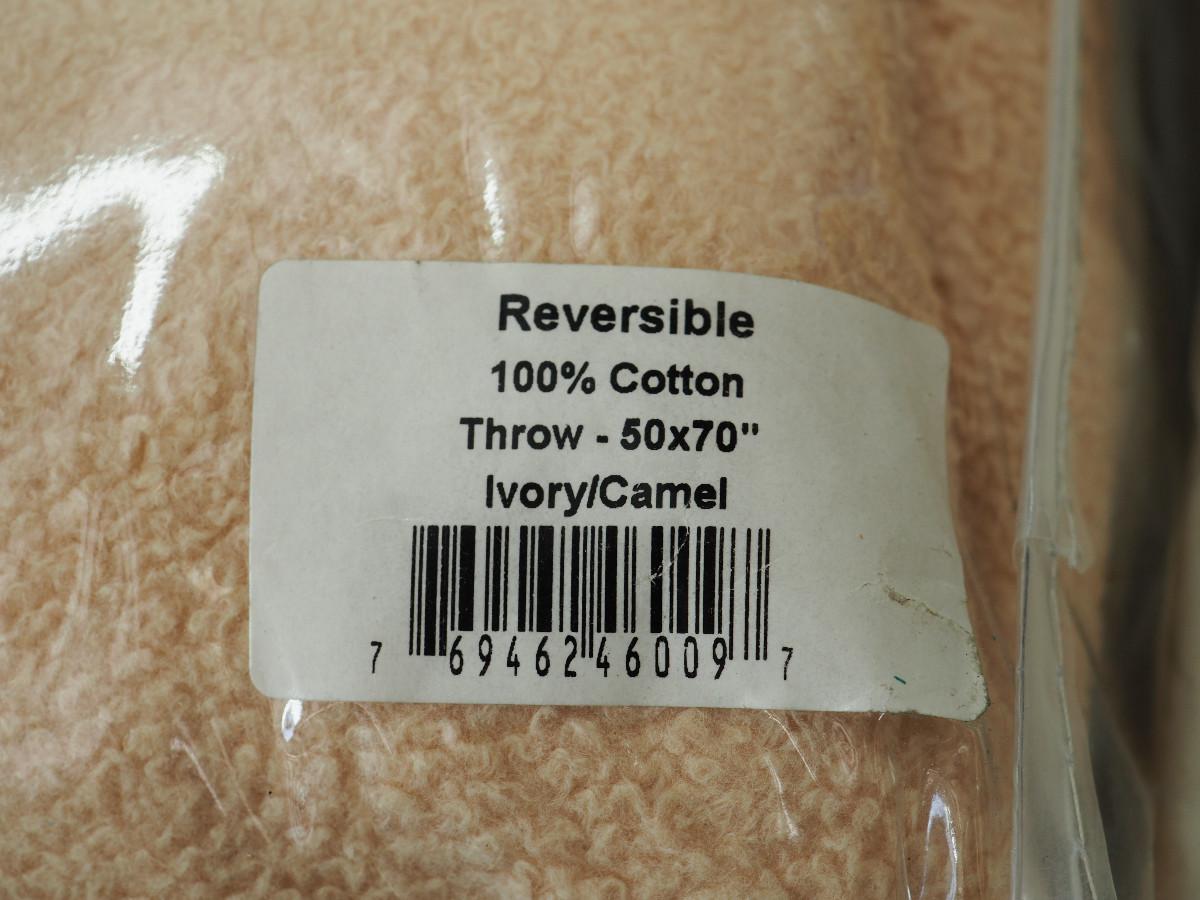 Reversible
100% Cotton
Throw - 50x70"
Ivory/Camel
7 69462 46009 7